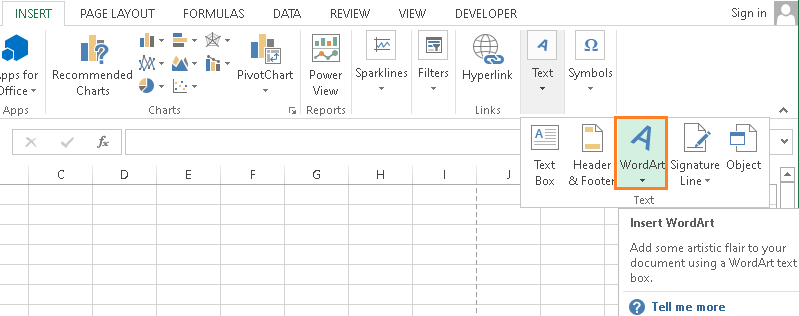 INSERT PAGE LAYOUT FORMULAS DATA REVIEW VIEW DEVELOPER Sign in
Apps for Office
Recommended Charts
PivotChart
Power View
Sparklines
Filters
Hyperlink
A
Text
Ω
Symbols
Apps Charts Reports Links
fx
A
Text Box
Header & Footer
A
WordArt
Signature Line
Object
Text
C D E F G H I J
Insert WordArt
Add some artistic flair to your
document using a WordArt text
box.
? Tell me more